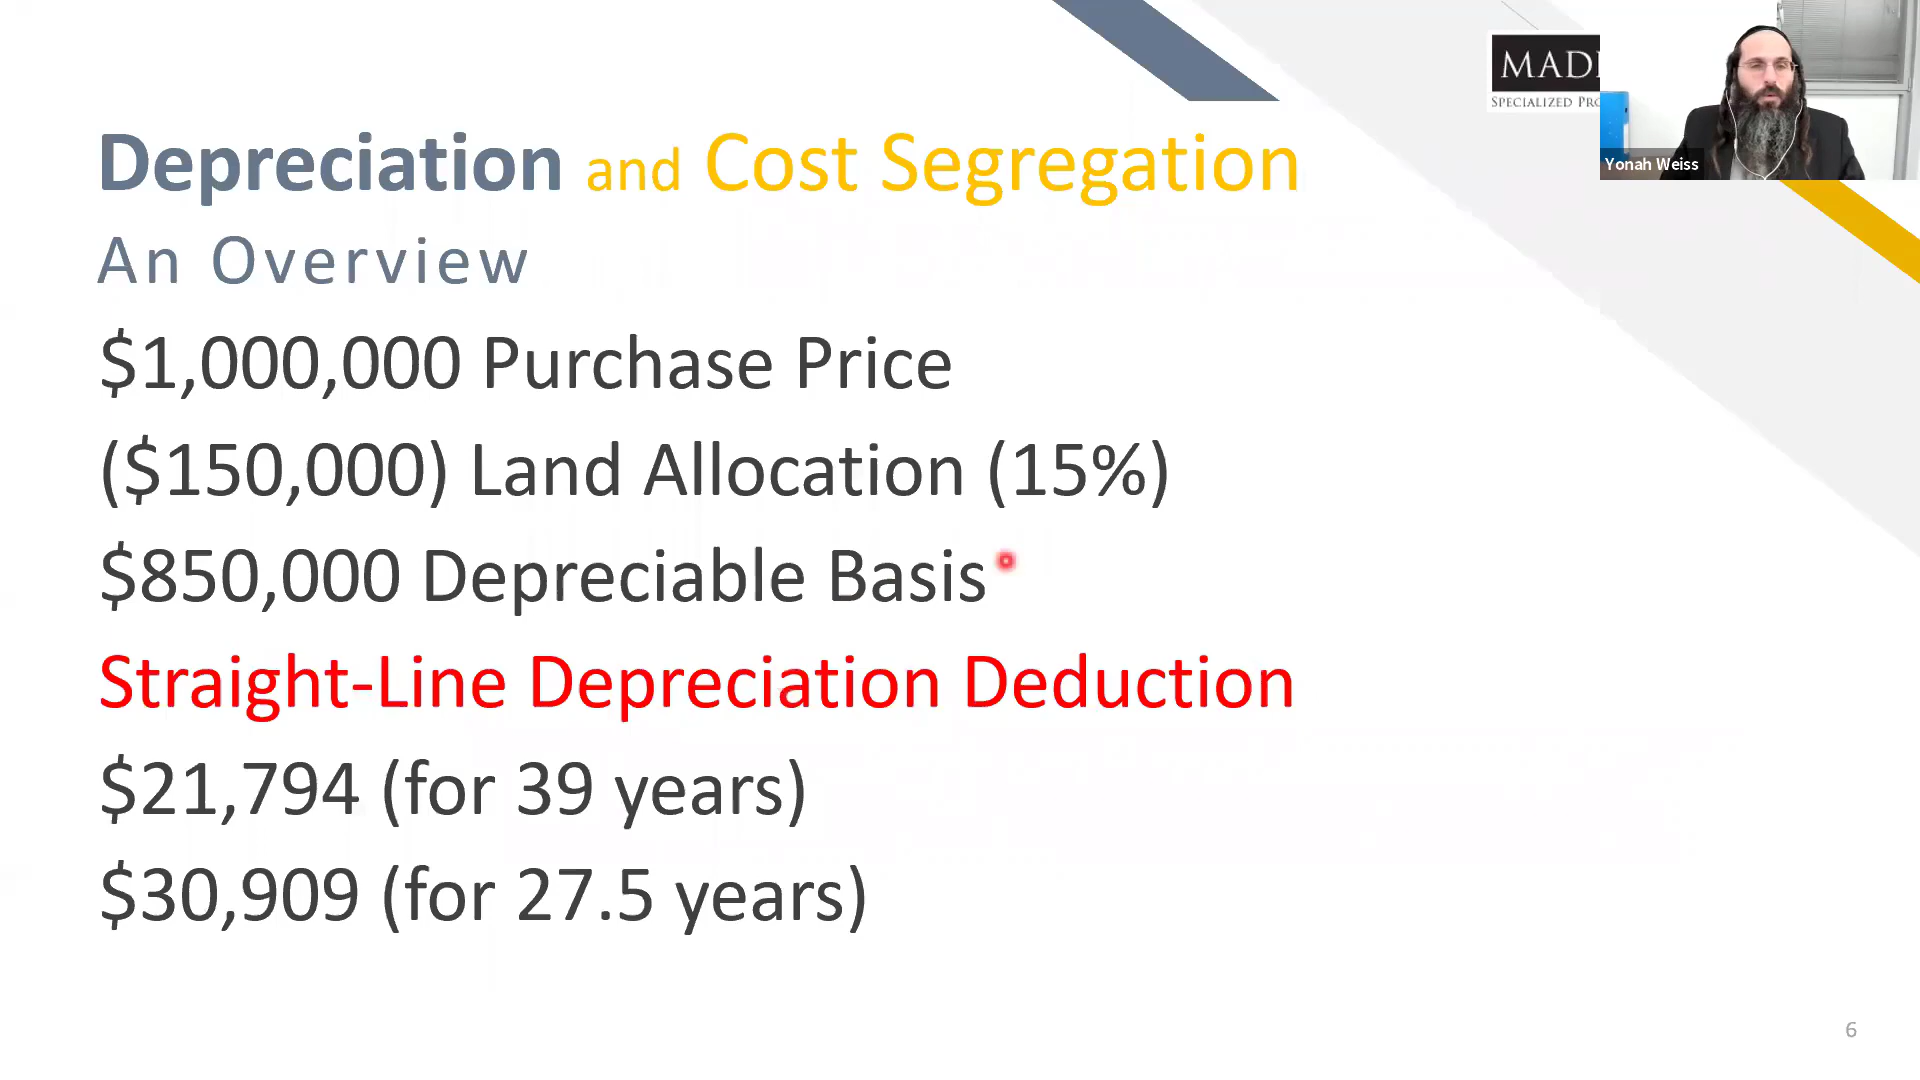 MAD
SPECIALIZED
Yonah Weiss
Depreciation and Cost Segregation
An Overview
$1,000,000 Purchase Price
($150,000) Land Allocation (15%)
$850,000 Depreciable Basis
Straight-Line Depreciation Deduction
$21,794 (for 39 years)
$30,909 (for 27.5 years)
6